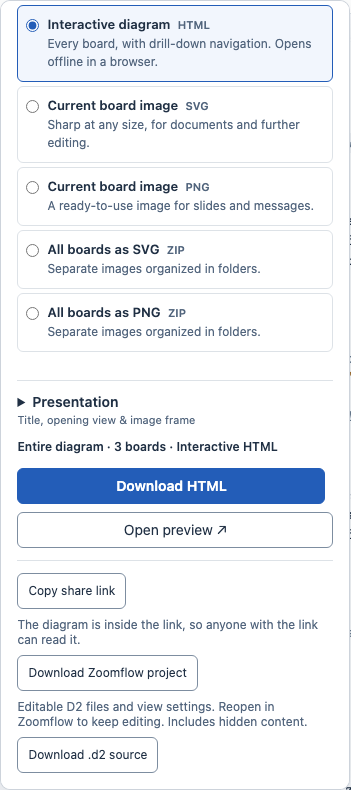 Interactive diagram HTML
Every board, with drill-down navigation. Opens
offline in a browser.
Current board image SVG
Sharp at any size, for documents and further
editing.
Current board image PNG
A ready-to-use image for slides and messages.
All boards as SVG ZIP
Separate images organized in folders.
All boards as PNG ZIP
Separate images organized in folders.
▶ Presentation
Title, opening view & image frame
Entire diagram · 3 boards · Interactive HTML
Download HTML
Open preview ↗
Copy share link
The diagram is inside the link, so anyone with the link
can read it.
Download Zoomflow project
Editable D2 files and view settings. Reopen in
Zoomflow to keep editing. Includes hidden content.
Download .d2 source